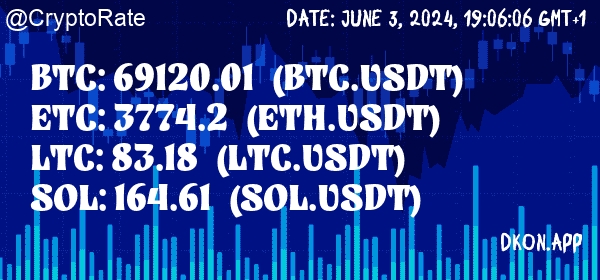 @CryptoRate
DATE: JUNE 3, 2024, 19:06:06 GMT+1
BTC: 69120.01 (BTC.USDT)
ETC: 3774.2 (ETH.USDT)
LTC: 83.18 (LTC.USDT)
SOL: 164.61 (SOL.USDT)
DKON.APP